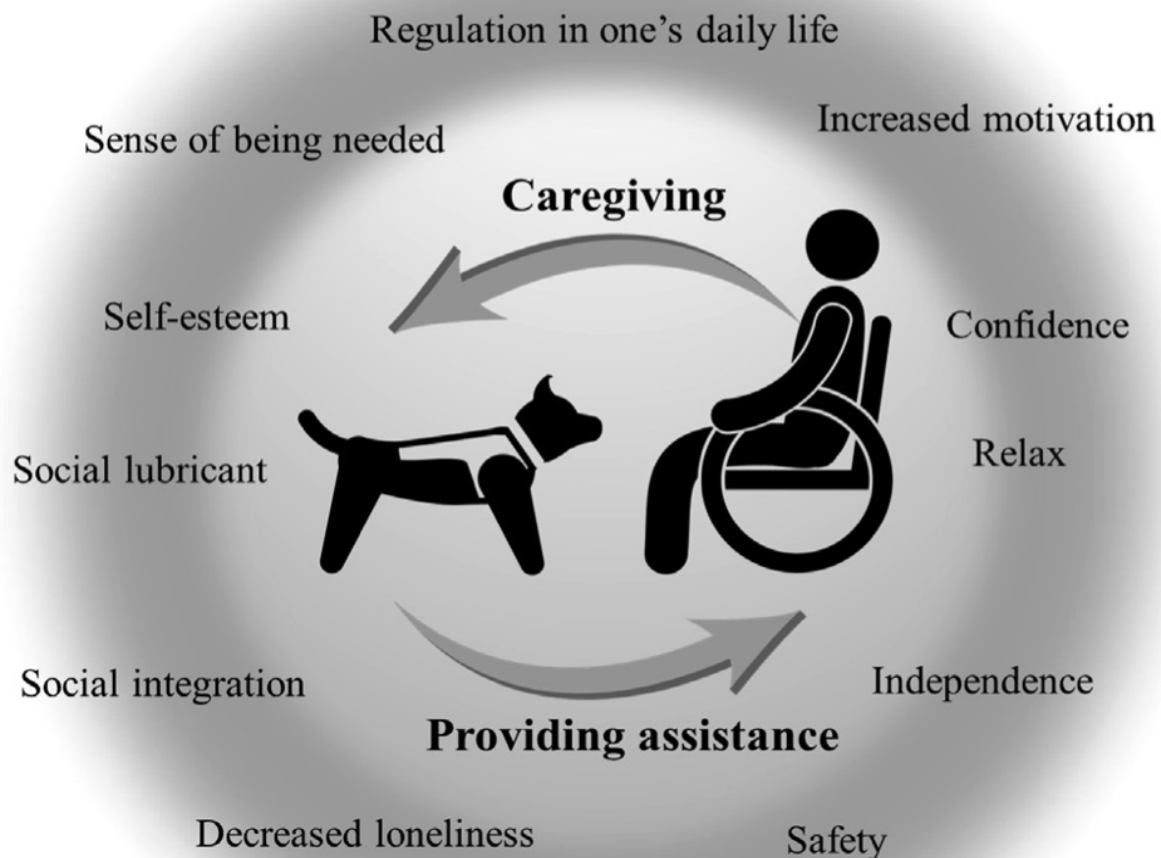 Regulation in one’s daily life
Increased motivation
Sense of being needed
Caregiving
Self-esteem
Confidence
Relax
Social lubricant
Social integration
Independence
Providing assistance
Decreased loneliness
Safety